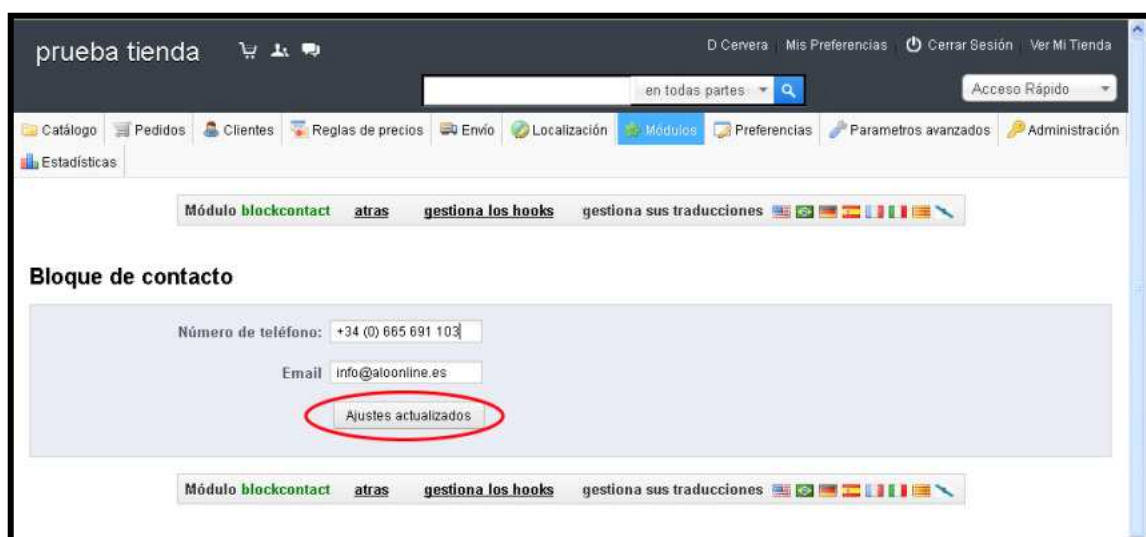 prueba tienda D Cervera Mis Preferencias Cerrar Sesión Ver Mi Tienda
en todas partes Acceso Rápido
Catálogo Pedidos Clientes Reglas de precios Envío Localización Módulos Preferencias Parametros avanzados Administración
Estadísticas
Módulo blockcontact atras gestiona los hooks gestiona sus traducciones
Bloque de contacto
Número de teléfono: +34 (0) 665 691 103
Email info@aloonline.es
Ajustes actualizados
Módulo blockcontact atras gestiona los hooks gestiona sus traducciones